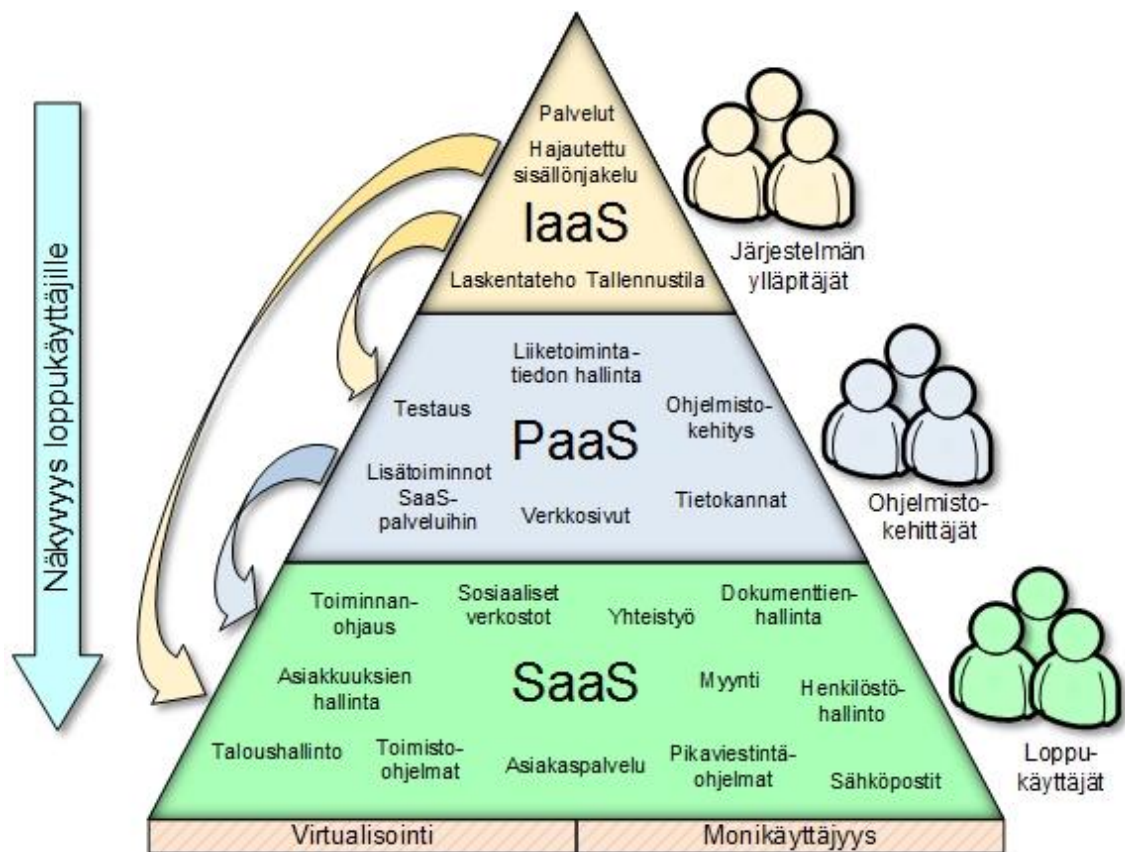 Palvelut
Hajautettu
sisällönjakelu
IaaS
Laskentateho Tallennustila
Järjestelmän
ylläpitäjät
Näkyvyys loppukäyttäjille
Liiketoiminta-
tiedon hallinta
Testaus
Ohjelmisto-
kehitys
PaaS
Lisätoiminnot
SaaS-
palveluihin
Verkkosivut
Tietokannat
Ohjelmisto-
kehittäjät
Toiminnan-
ohjaus
Sosiaaliset
verkostot
Yhteistyö
Dokumenttien-
hallinta
Asiakkuuksien
hallinta
SaaS
Myynti
Henkilöstö-
hallinto
Taloushallinto
Toimisto-
ohjelmat
Asiakaspalvelu
Pikaviestintä-
ohjelmat
Sähköpostit
Loppu-
käyttäjät
Virtualisointi
Monikäyttäjyys